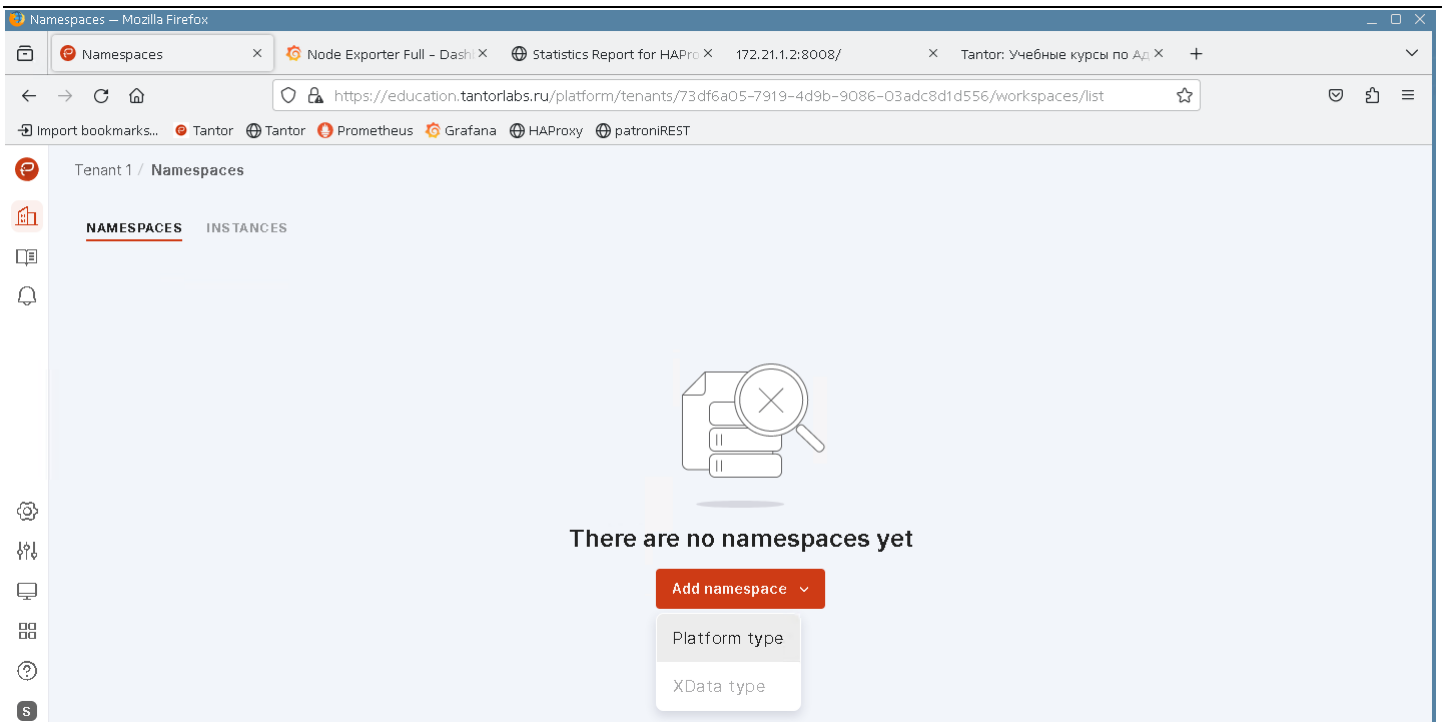 Namespaces — Mozilla Firefox
Namespaces
Node Exporter Full – Dash
Statistics Report for HAPro
172.21.1.2:8008/
Tantor: Учебные курсы по Ад
https://education.tantorlabs.ru/platform/tenants/73df6a05-7919-4d9b-9086-03adc8d1d556/workspaces/list
Import bookmarks...
Tantor
Tantor
Prometheus
Grafana
HAProxy
patroniREST
Tenant 1 / Namespaces
NAMESPACES
INSTANCES
There are no namespaces yet
Add namespace
Platform type
XData type
S